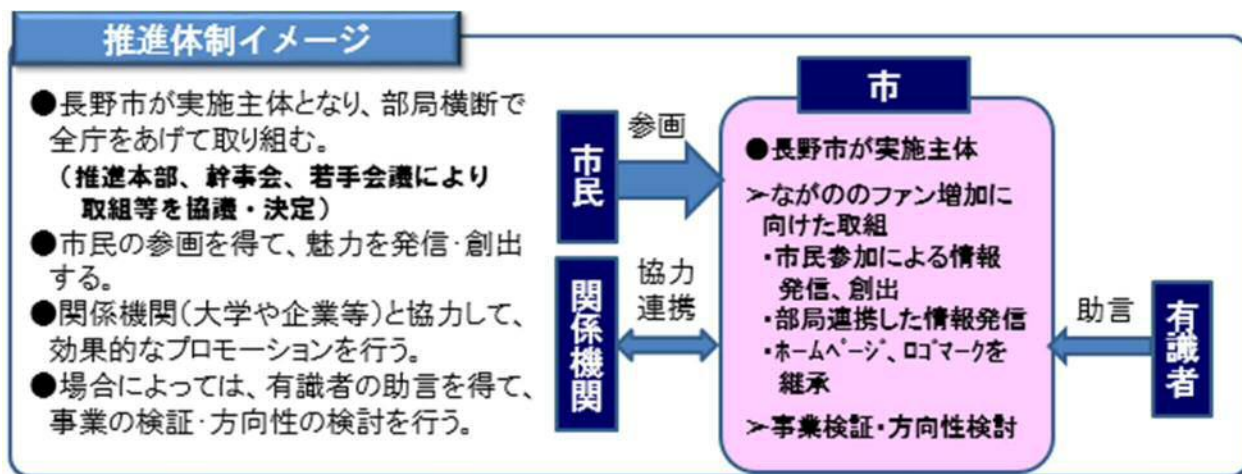 推進体制イメージ
●長野市が実施主体となり、部局横断で
全庁をあげて取り組む。
（推進本部、幹事会、若手会議により
取組等を協議・決定）
●市民の参画を得て、魅力を発信・創出
する。
●関係機関(大学や企業等)と協力して、
効果的なプロモーションを行う。
●場合によっては、有識者の助言を得て、
事業の検証・方向性の検討を行う。
市民
参画
関係機関
協力
連携
市
●長野市が実施主体
➢ながののファン増加に
向けた取組
・市民参加による情報
発信、創出
・部局連携した情報発信
・ﾎｰﾑﾍﾟｰｼﾞ、ﾛｺﾞﾏｰｸを
継承
➢事業検証・方向性検討
助言
有識者